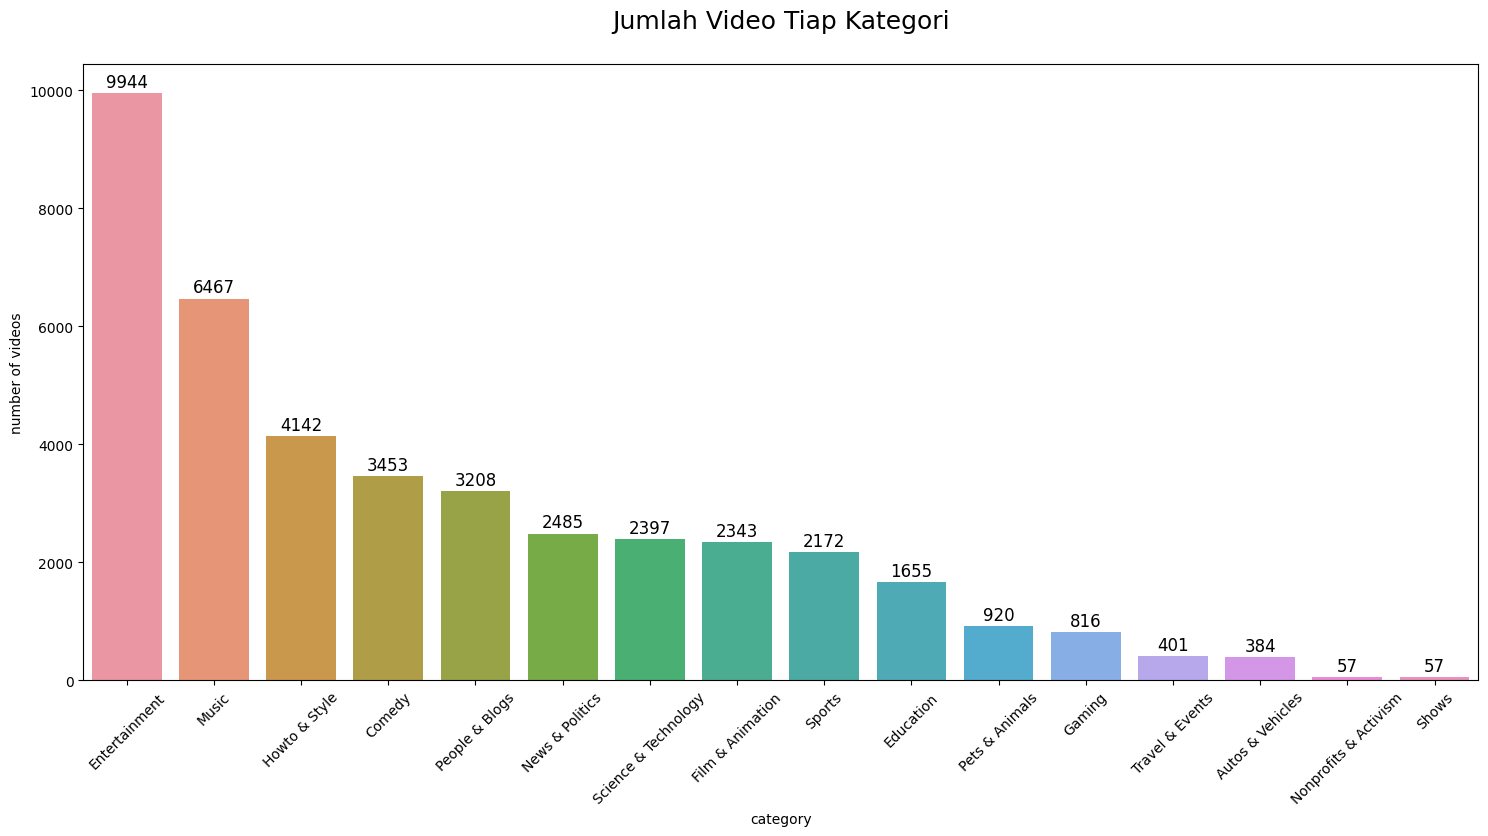 Jumlah Video Tiap Kategori
number of videos
10000
8000
6000
4000
2000
0
9944
6467
4142
3453
3208
2485
2397
2343
2172
1655
920
816
401
384
57
57
Entertainment
Music
Howto & Style
Comedy
People & Blogs
News & Politics
Science & Technology
Film & Animation
Sports
Education
Pets & Animals
Gaming
Travel & Events
Autos & Vehicles
Nonprofits & Activism
Shows
category